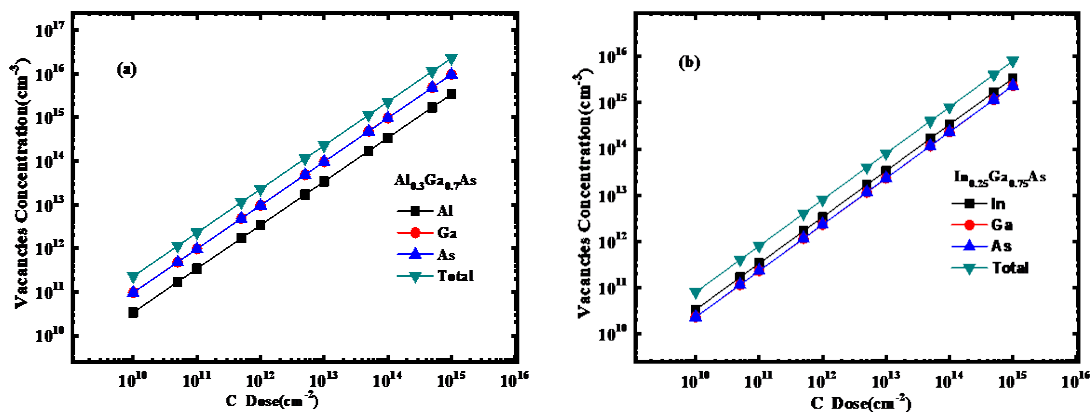 (a)
Vacancies Concentration(cm⁻³)
10¹⁷
10¹⁶
10¹⁵
10¹⁴
10¹³
10¹²
10¹¹
10¹⁰
Al₀.₃Ga₀.₇As
Al
Ga
As
Total
10¹⁰ 10¹¹ 10¹² 10¹³ 10¹⁴ 10¹⁵ 10¹⁶
C Dose(cm⁻²)
(b)
Vacancies Concentration(cm⁻³)
10¹⁶
10¹⁵
10¹⁴
10¹³
10¹²
10¹¹
10¹⁰
In₀.₂₅Ga₀.₇₅As
In
Ga
As
Total
10¹⁰ 10¹¹ 10¹² 10¹³ 10¹⁴ 10¹⁵ 10¹⁶
C Dose(cm⁻²)